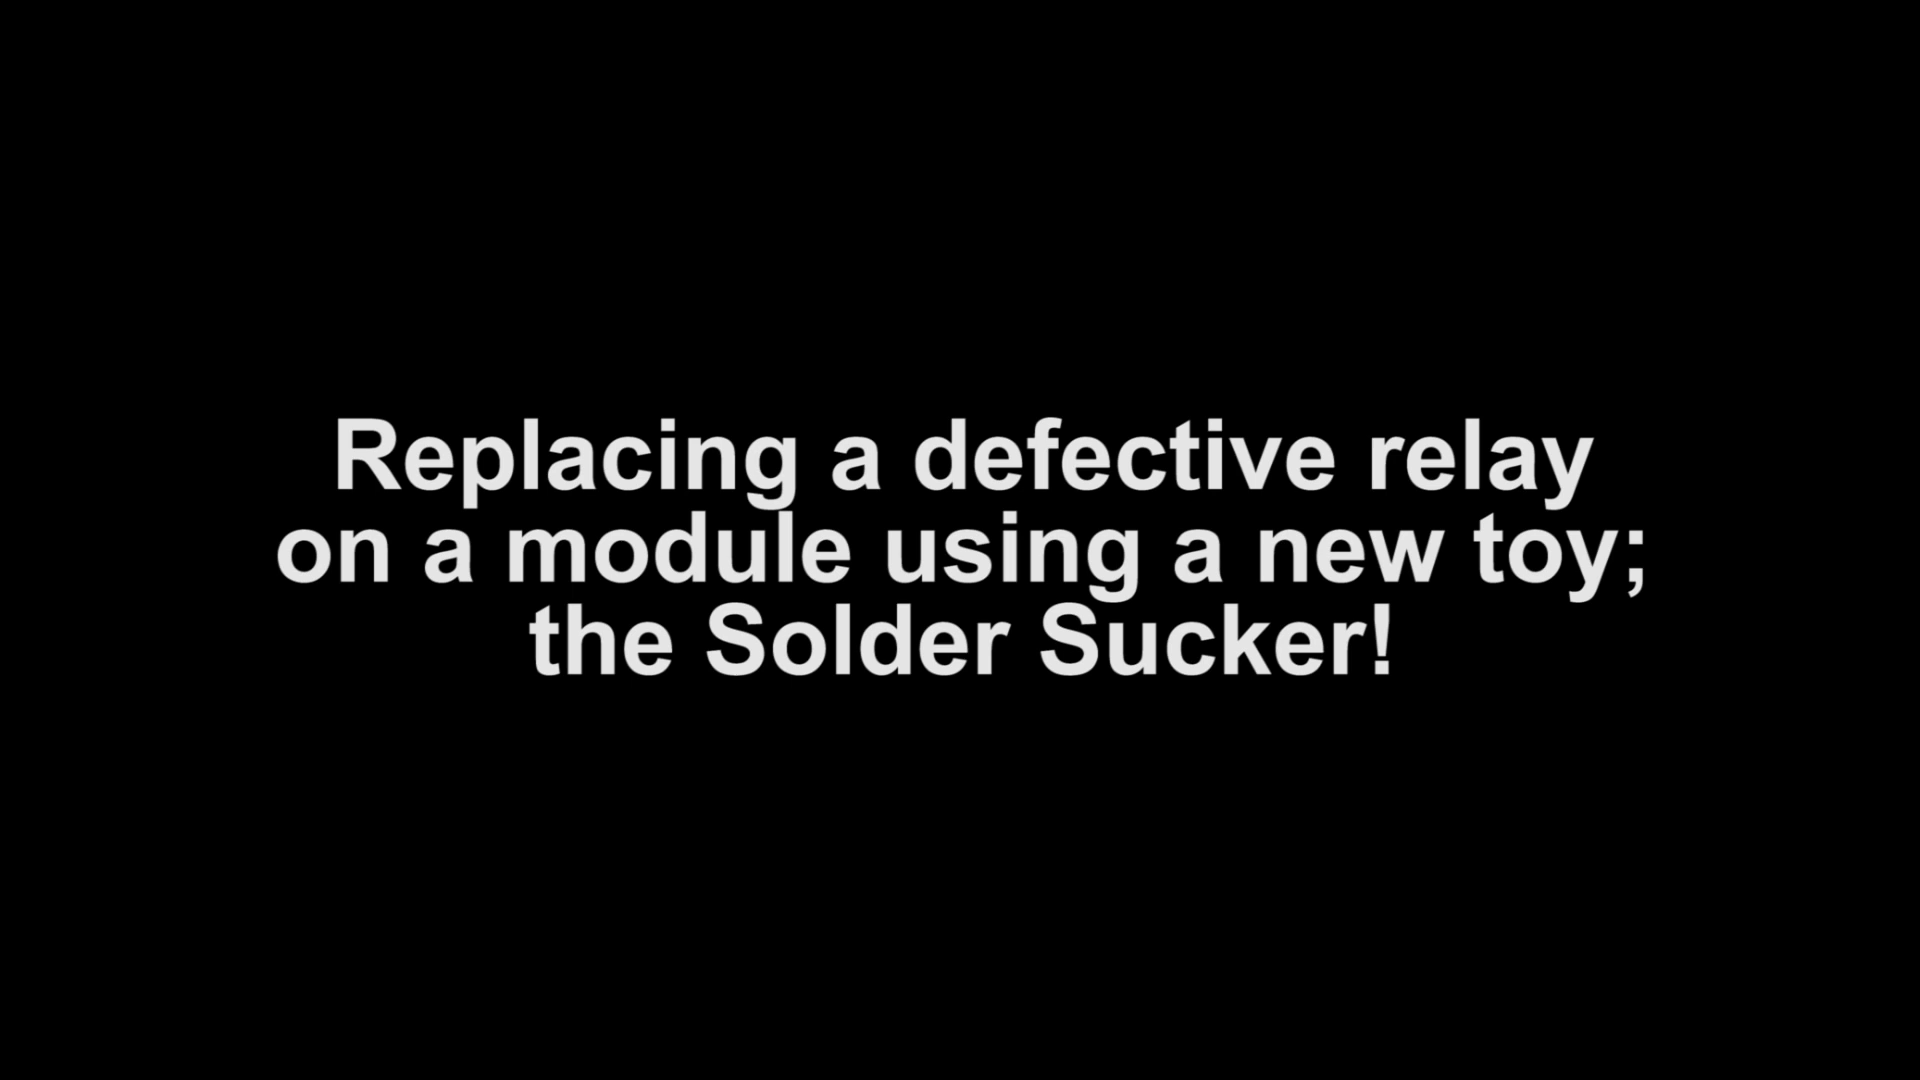 Replacing a defective relay
on a module using a new toy;
the Solder Sucker!